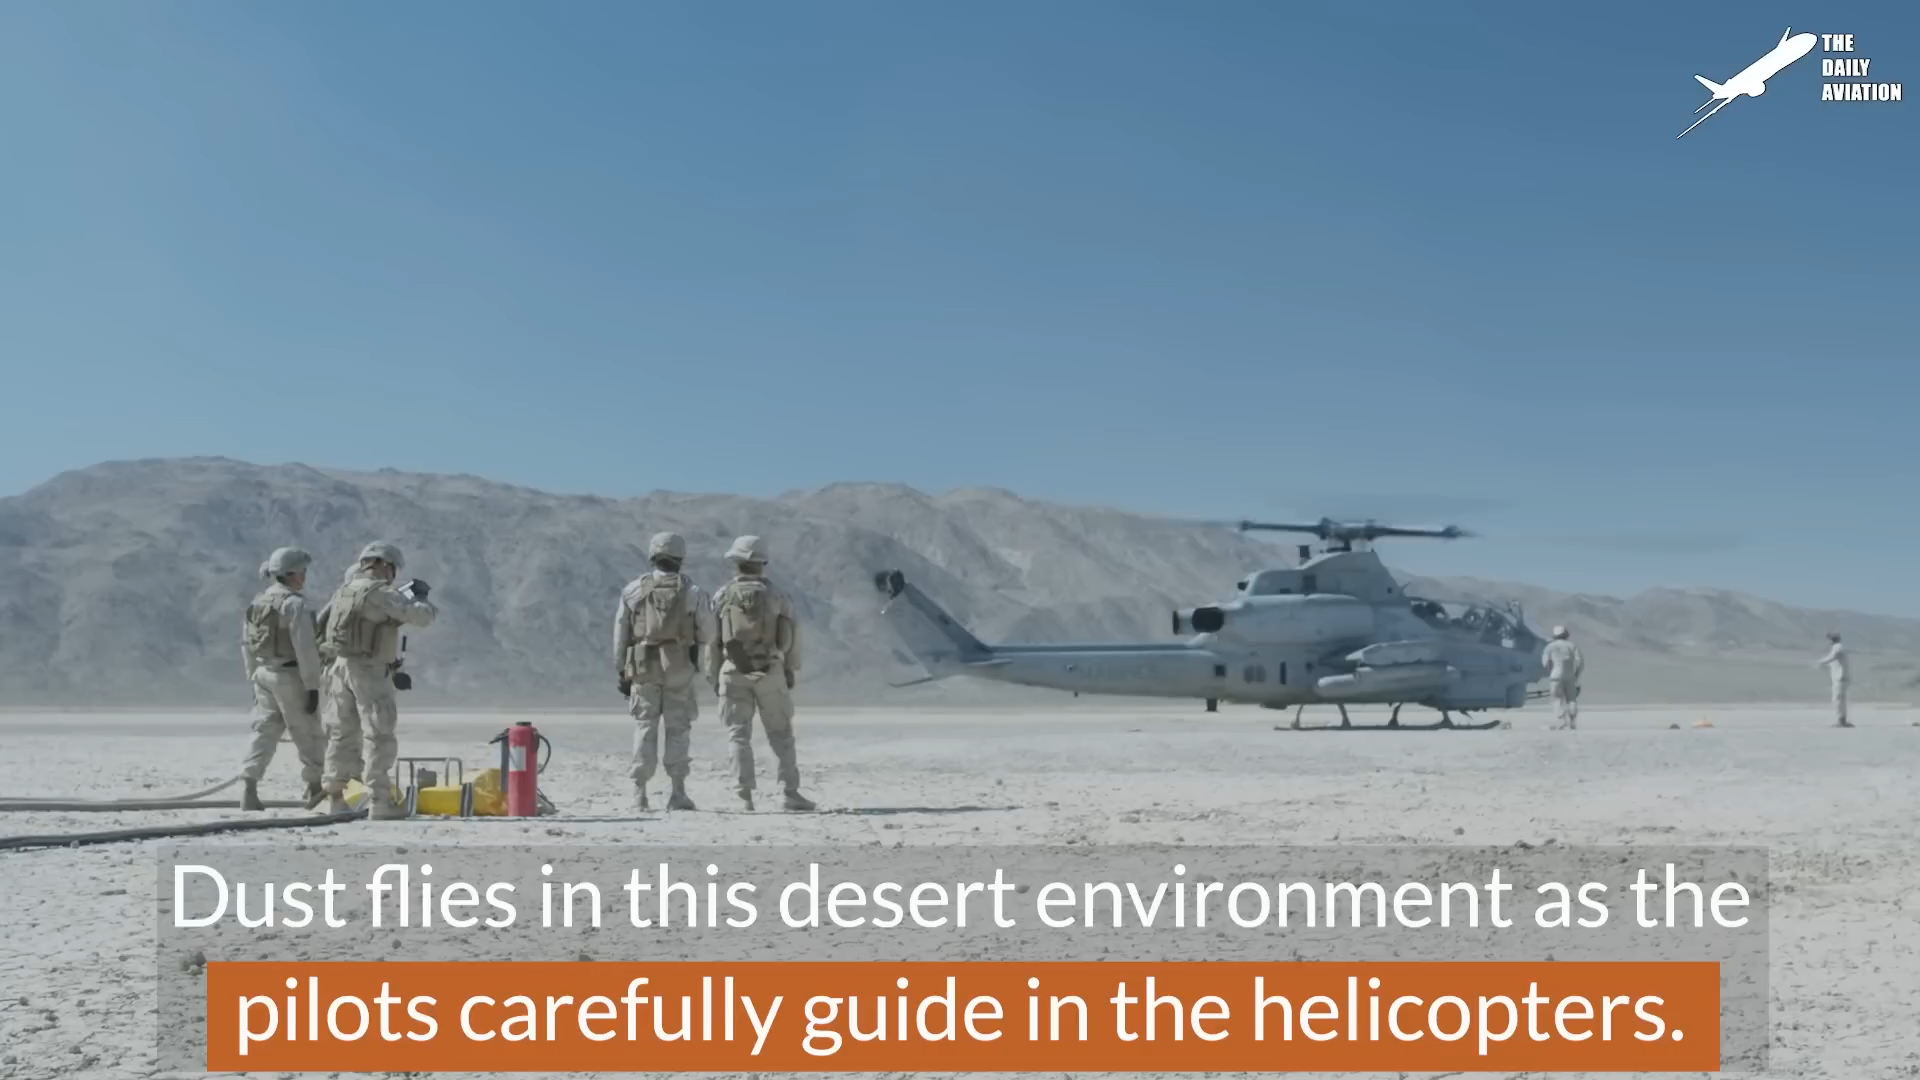 THE
DAILY
AVIATION
Dust flies in this desert environment as the
pilots carefully guide in the helicopters.